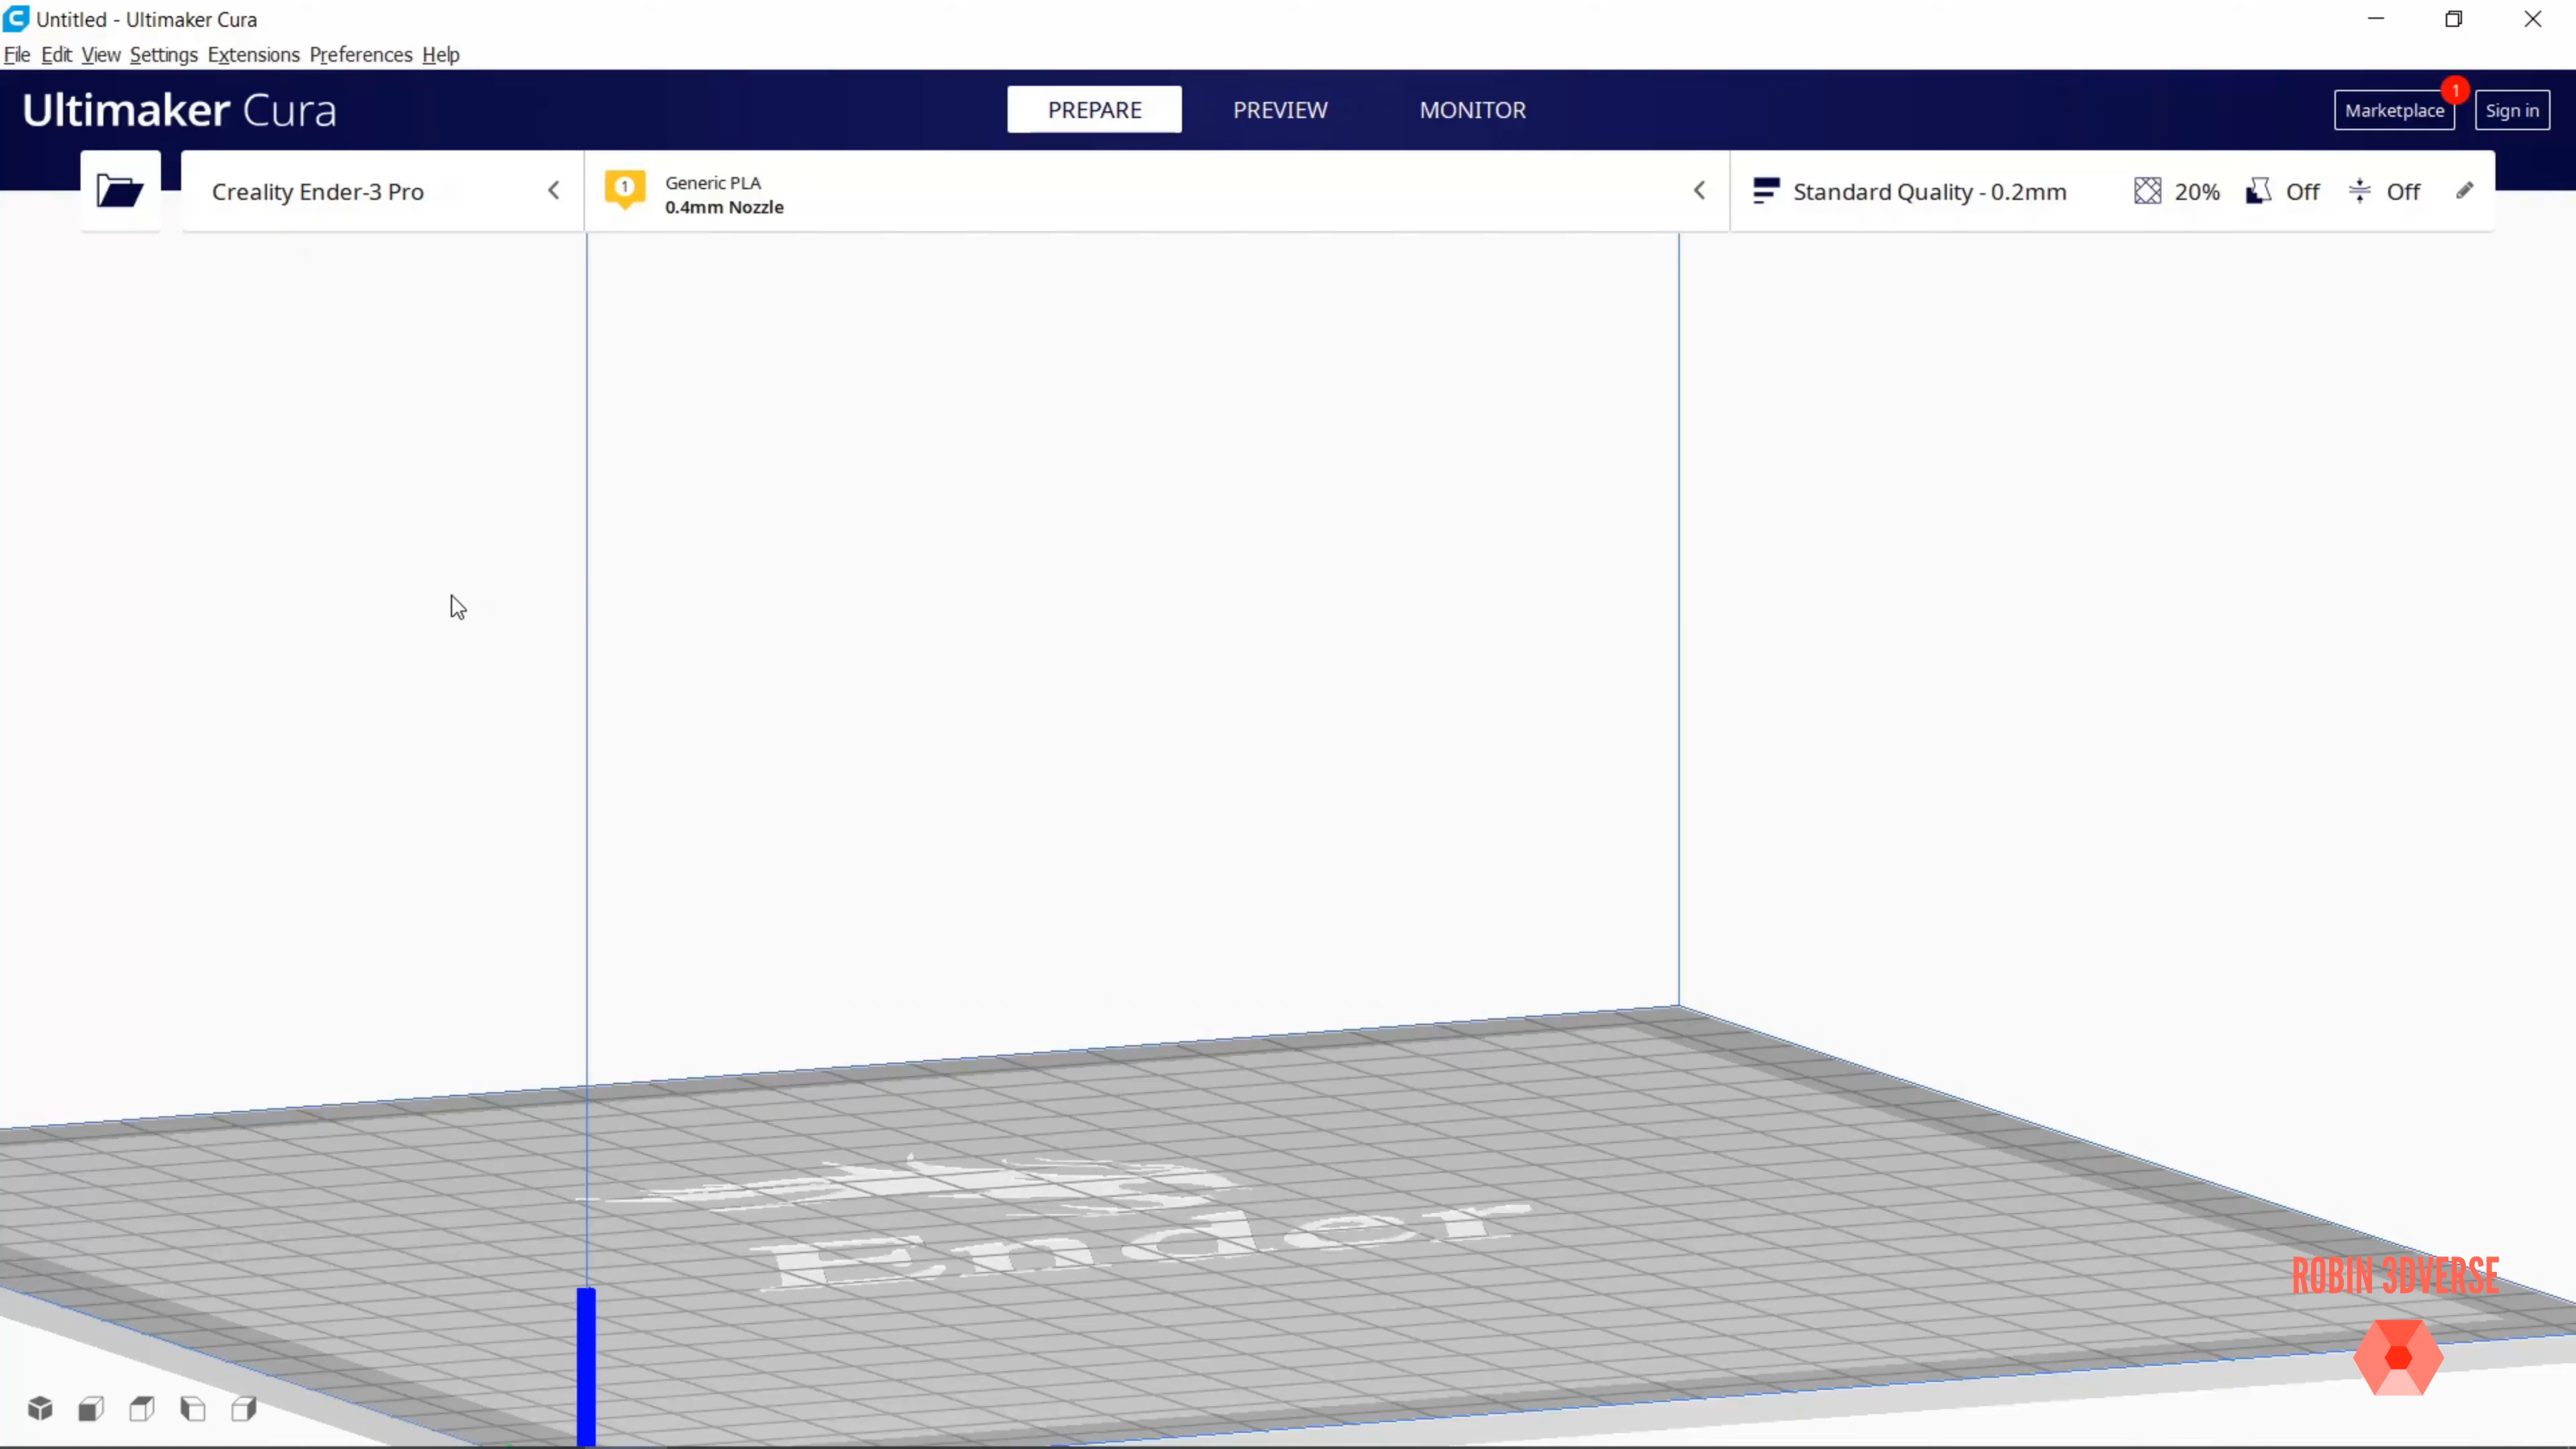 Untitled - Ultimaker Cura
File Edit View Settings Extensions Preferences Help
Ultimaker Cura
PREPARE PREVIEW MONITOR
Marketplace 1 Sign in
Creality Ender-3 Pro
1 Generic PLA
0.4mm Nozzle
Standard Quality - 0.2mm 20% Off Off
Ender
ROBIN 3DVERSE